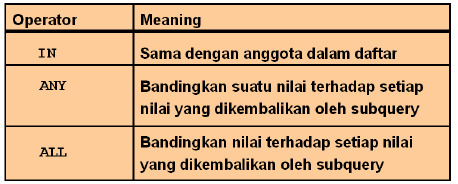 Operator Meaning
IN Sama dengan anggota dalam daftar
ANY Bandingkan suatu nilai terhadap setiap
nilai yang dikembalikan oleh subquery
ALL Bandingkan nilai terhadap setiap nilai
yang dikembalikan oleh subquery